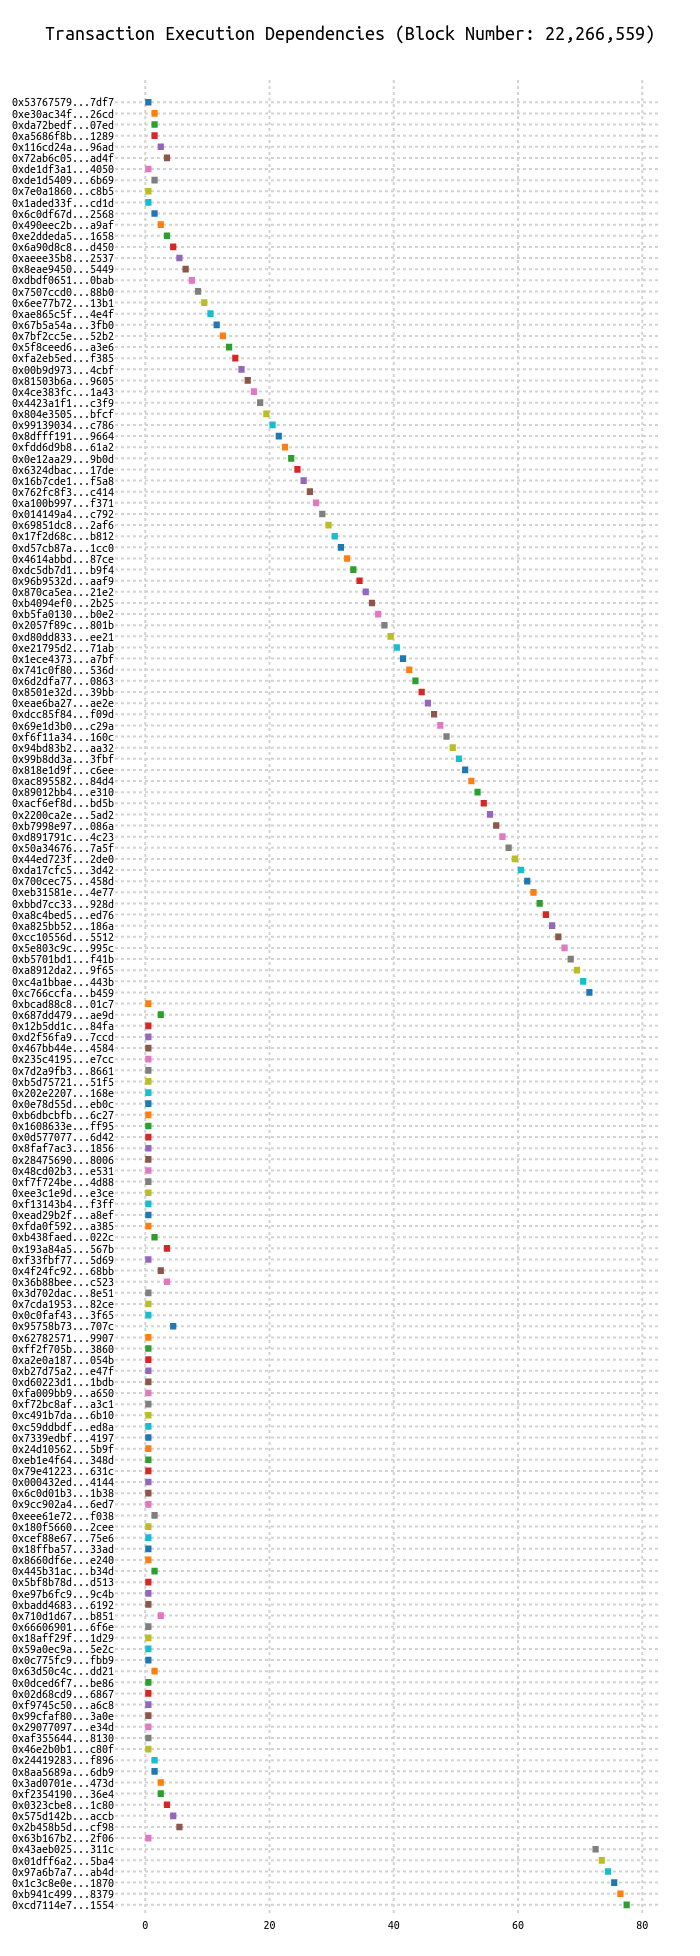 Transaction Execution Dependencies (Block Number: 22,266,559)
0x53767579...7df7
0xe30ac34f...26cd
0xda72bedf...07ed
0xa5686f8b...1289
0x116cd24a...96ad
0x72ab6c05...ad4f
0xde1df3a1...4050
0xde1d5409...6b69
0x7e0a1860...c8b5
0x1aded33f...cd1d
0x6c0df67d...2568
0x490eec2b...a9af
0xe2ddeda5...1658
0x6a90d8c8...d450
0xaeee35b8...2537
0x8eae9450...5449
0xdbdf0651...0bab
0x7507ccd0...88b0
0x6ee77b72...13b1
0xae865c5f...4e4f
0x67b5a54a...3fb0
0x7bf2cc5e...52b2
0x5f8ceed6...a3e6
0xfa2eb5ed...f385
0x00b9d973...4cbf
0x81503b6a...9605
0x4ce383fc...1a43
0x4423a1f1...c3f9
0x804e3505...bfcf
0x99139034...c786
0x8dfff191...9664
0xfdd6d9b8...61a2
0x0e12aa29...9b0d
0x6324dbac...17de
0x16b7cde1...f5a8
0x762fc8f3...c414
0xa100b997...f371
0x014149a4...c792
0x69851dc8...2af6
0x17f2d68c...b812
0xd57cb87a...1cc0
0x4614abbd...87ce
0xdc5db7d1...b9f4
0x96b9532d...aaf9
0x870ca5ea...21e2
0xb4094ef0...2b25
0xb5fa0130...b0e2
0x2057f89c...801b
0xd80dd833...ee21
0xe21795d2...71ab
0x1ece4373...a7bf
0x741c0f80...536d
0x6d2dfa77...0863
0x8501e32d...39bb
0xeae6ba27...ae2e
0xdcc85f84...f09d
0x69e1d3b0...c29a
0xf6f11a34...160c
0x94bd83b2...aa32
0x99b8dd3a...3fbf
0x818e1d9f...c6ee
0xac895582...84d4
0x89012bb4...e310
0xacf6ef8d...bd5b
0x2200ca2e...5ad2
0xb7998e97...086a
0xd891791c...4c23
0x50a34676...7a5f
0x44ed723f...2de0
0xda17cfc5...3d42
0x700cec75...458d
0xeb31581e...4e77
0xbbd7cc33...928d
0xa8c4bed5...ed76
0xa825bb52...186a
0xcc10556d...5512
0x5e803c9c...995c
0xb5701bd1...f41b
0xa8912da2...9f65
0xc4a1bbae...443b
0xc766ccfa...b459
0xbcad88c8...01c7
0x687dd479...ae9d
0x12b5dd1c...84fa
0xd2f56fa9...7ccd
0x467bb44e...4584
0x235c4195...e7cc
0x7d2a9fb3...8661
0xb5d75721...51f5
0x202e2207...168e
0x0e78d55d...eb0c
0xb6dbcbfb...6c27
0x1608633e...ff95
0x0d577077...6d42
0x8faf7ac3...1856
0x28475690...8006
0x48cd02b3...e531
0xf7f724be...4d88
0xee3c1e9d...e3ce
0xf13143b4...f3ff
0xead29b2f...a8ef
0xfda0f592...a385
0xb438faed...022c
0x193a84a5...567b
0xf33fbf77...5d69
0x4f24fc92...68bb
0x36b88bee...c523
0x3d702dac...8e51
0x7cda1953...82ce
0x0c0faf43...3f65
0x95758b73...707c
0x62782571...9907
0xff2f705b...3860
0xa2e0a187...054b
0xb27d75a2...e47f
0xd60223d1...1bdb
0xfa009bb9...a650
0xf72bc8af...a3c1
0xc491b7da...6b10
0xc59ddbdf...ed8a
0x7339edbf...4197
0x24d10562...5b9f
0xeb1e4f64...348d
0x79e41223...631c
0x000432ed...4144
0x6c0d01b3...1b38
0x9cc902a4...6ed7
0xeee61e72...f038
0x180f5660...2cee
0xcef88e67...75e6
0x18ffba57...33ad
0x8660df6e...e240
0x445b31ac...b34d
0x5bf8b78d...d513
0xe97b6fc9...9c4b
0xbadd4683...6192
0x710d1d67...b851
0x66606901...6f6e
0x18aff29f...1d29
0x59a0ec9a...5e2c
0x0c775fc9...fbb9
0x63d50c4c...dd21
0x0dced6f7...be86
0x02d68cd9...6867
0xf9745c50...a6c8
0x99cfaf80...3a0e
0x29077097...e34d
0xaf355644...8130
0x46e2b0b1...c80f
0x24419283...f896
0x8aa5689a...6db9
0x3ad0701e...473d
0xf2354190...36e4
0x0323cbe8...1c80
0x575d142b...accb
0x2b458b5d...cf98
0x63b167b2...2f06
0x43aeb025...311c
0x01dff6a2...5ba4
0x97a6b7a7...ab4d
0x1c3c8e0e...1870
0xb941c499...8379
0xcd7114e7...1554
0 20 40 60 80